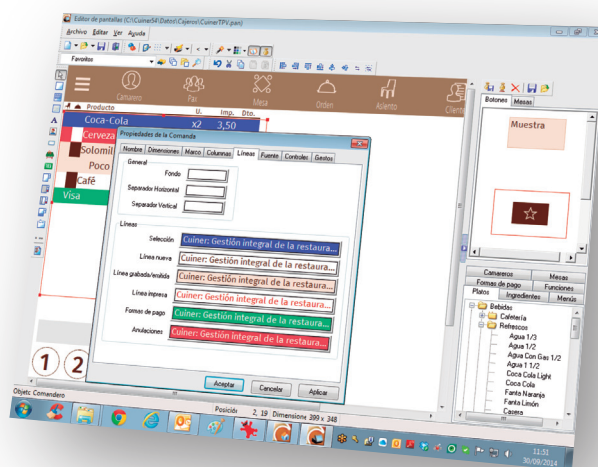 Editor de pantallas (C:\Cuiner54\Datos\Cajeros\CuinerTPV.pan)
Archivo Editar Ver Ayuda
Favoritos
Camarero
Pax
Mesa
Orden
Asiento
Cliente
Producto U. Imp. Dto.
Coca-Cola x2 3,50
Cerveza
Solomil
Poco
Café
Visa
1 2
Propiedades de la Comanda
Nombre Dimensiones Marco Columnas Líneas Fuente Controles Gestos
General
Fondo
Separador Horizontal
Separador Vertical
Líneas
Selección Cuiner: Gestión integral de la restaura...
Línea nueva Cuiner: Gestión integral de la restaura...
Línea grabada/emitida Cuiner: Gestión integral de la restaura...
Línea impresa Cuiner: Gestión integral de la restaura...
Formas de pago Cuiner: Gestión integral de la restaura...
Anulaciones Cuiner: Gestión integral de la restaura...
Aceptar Cancelar Aplicar
Botones Mesas
Muestra
Camareros Mesas
Formas de pago Funciones
Platos Ingredientes Menús
Bebidas
Cafetería
Refrescos
Agua 1/3
Agua 1/2
Agua Con Gas 1/2
Agua 1 1/2
Coca Cola Light
Coca Cola
Fanta Naranja
Fanta Limón
Casera
Objeto: Comandero
Posición 2, 19 Dimensione 399 x 348
11:51
30/09/2014